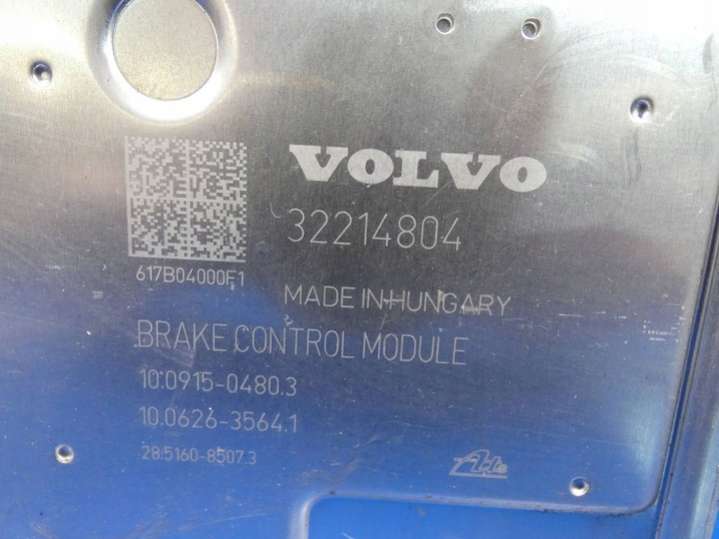 VOLVO
32214804
617B04000F1
MADE IN HUNGARY
BRAKE CONTROL MODULE
10.0915-0480.3
10.0626-3564.1
28.5160-8507.3
Ate